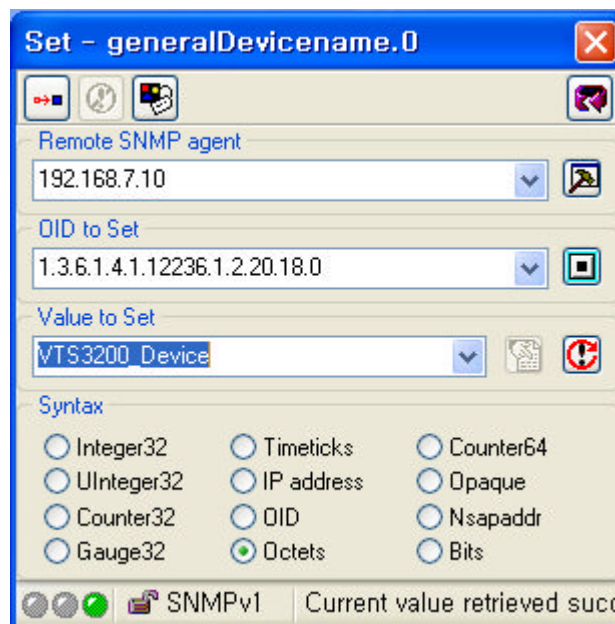 Set - generalDevicename.0
Remote SNMP agent
192.168.7.10
OID to Set
1.3.6.1.4.1.12236.1.2.20.18.0
Value to Set
VTS3200_Device
Syntax
Integer32 Timeticks Counter64
UInteger32 IP address Opaque
Counter32 OID Nsapaddr
Gauge32 Octets Bits
SNMPv1 Current value retrieved succ